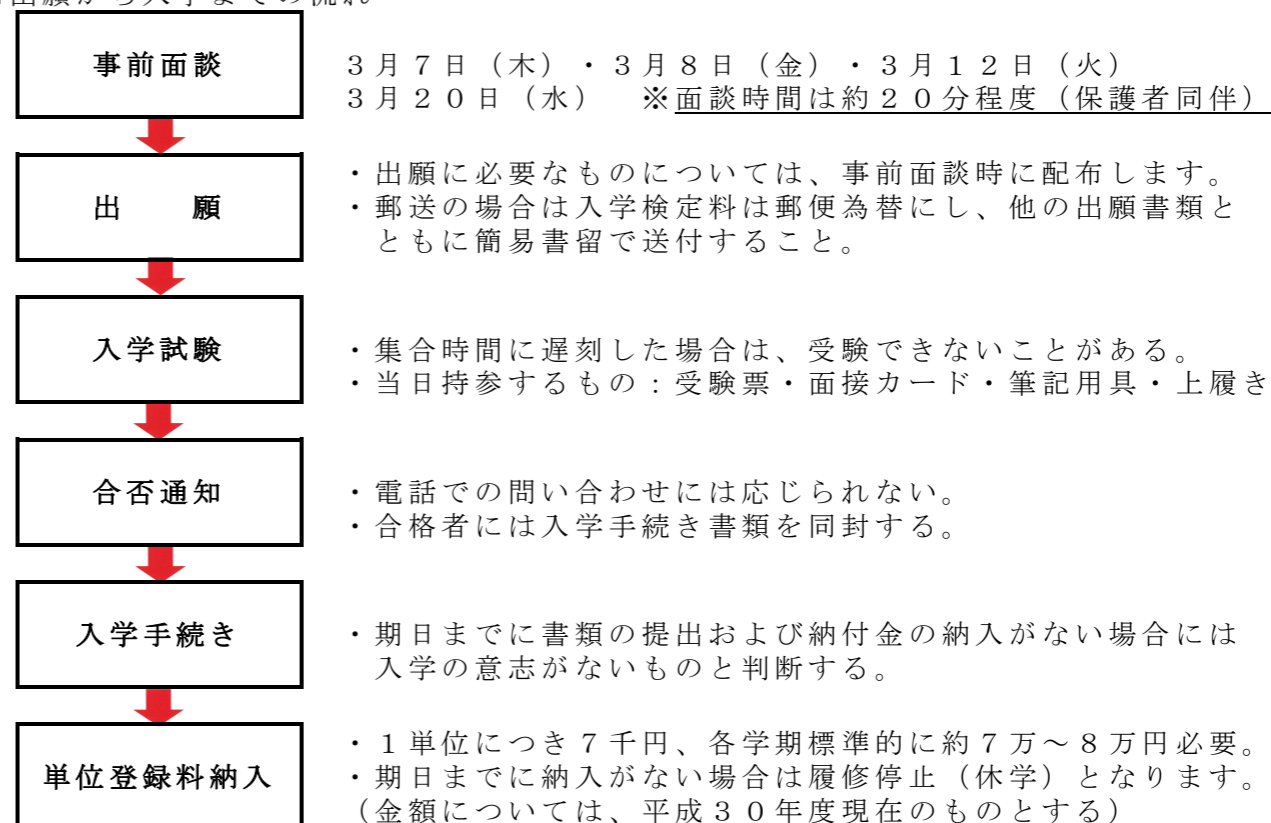 事前面談
3月7日（木）・3月8日（金）・3月12日（火）
3月20日（水）　※面談時間は約20分程度（保護者同伴）
出　願
・出願に必要なものについては、事前面談時に配布します。
・郵送の場合は入学検定料は郵便為替にし、他の出願書類と
ともに簡易書留で送付すること。
入学試験
・集合時間に遅刻した場合は、受験できないことがある。
・当日持参するもの：受験票・面接カード・筆記用具・上履き
合否通知
・電話での問い合わせには応じられない。
・合格者には入学手続き書類を同封する。
入学手続き
・期日までに書類の提出および納付金の納入がない場合には
入学の意志がないものと判断する。
単位登録料納入
・1単位につき7千円、各学期標準的に約7万～8万円必要。
・期日までに納入がない場合は履修停止（休学）となります。
（金額については、平成30年度現在のものとする）